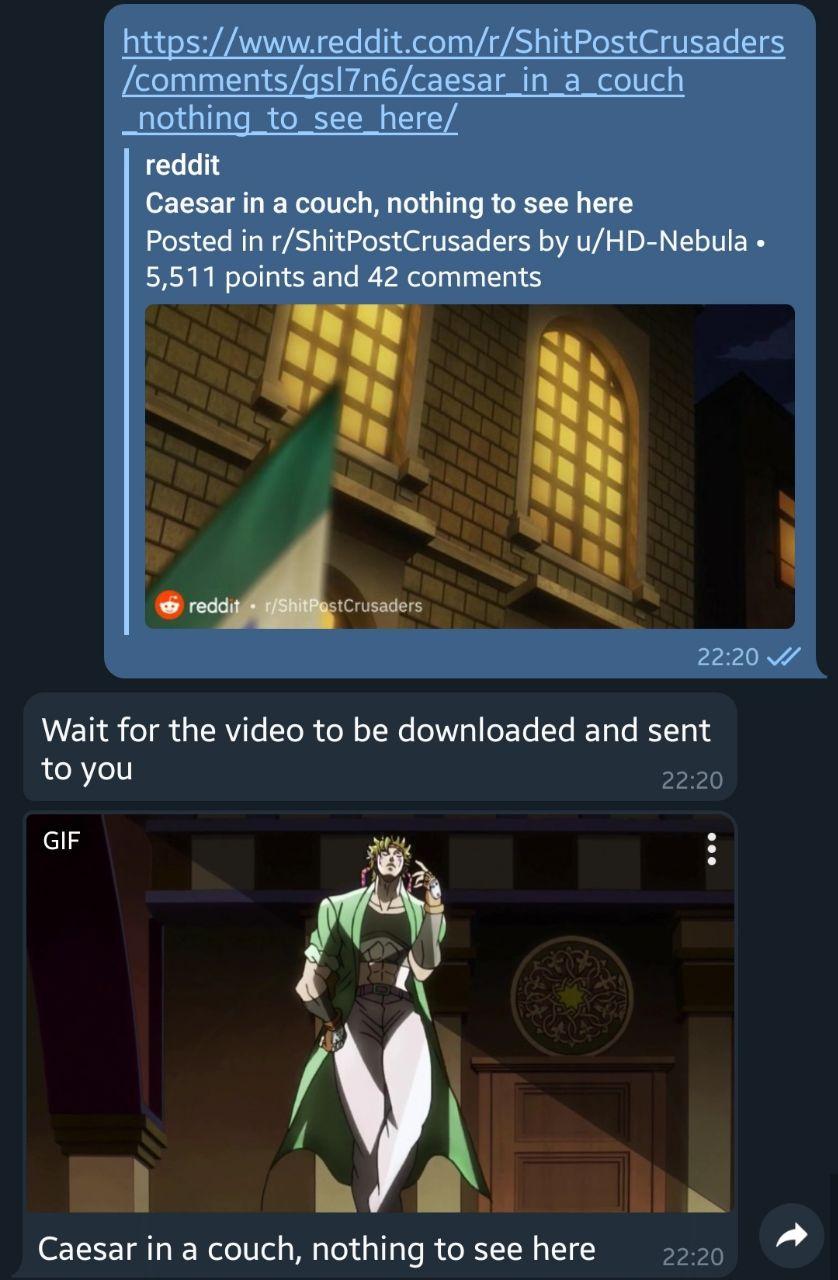 https://www.reddit.com/r/ShitPostCrusaders
/comments/gsl7n6/caesar_in_a_couch
_nothing_to_see_here/
reddit
Caesar in a couch, nothing to see here
Posted in r/ShitPostCrusaders by u/HD-Nebula •
5,511 points and 42 comments
reddit • r/ShitPostCrusaders
22:20
Wait for the video to be downloaded and sent
to you
22:20
GIF
Caesar in a couch, nothing to see here
22:20